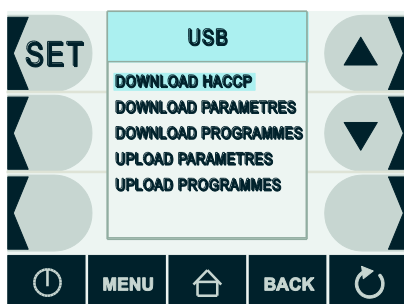 USB
SET
DOWNLOAD HACCP
DOWNLOAD PARAMETRES
DOWNLOAD PROGRAMMES
UPLOAD PARAMETRES
UPLOAD PROGRAMMES
MENU
BACK